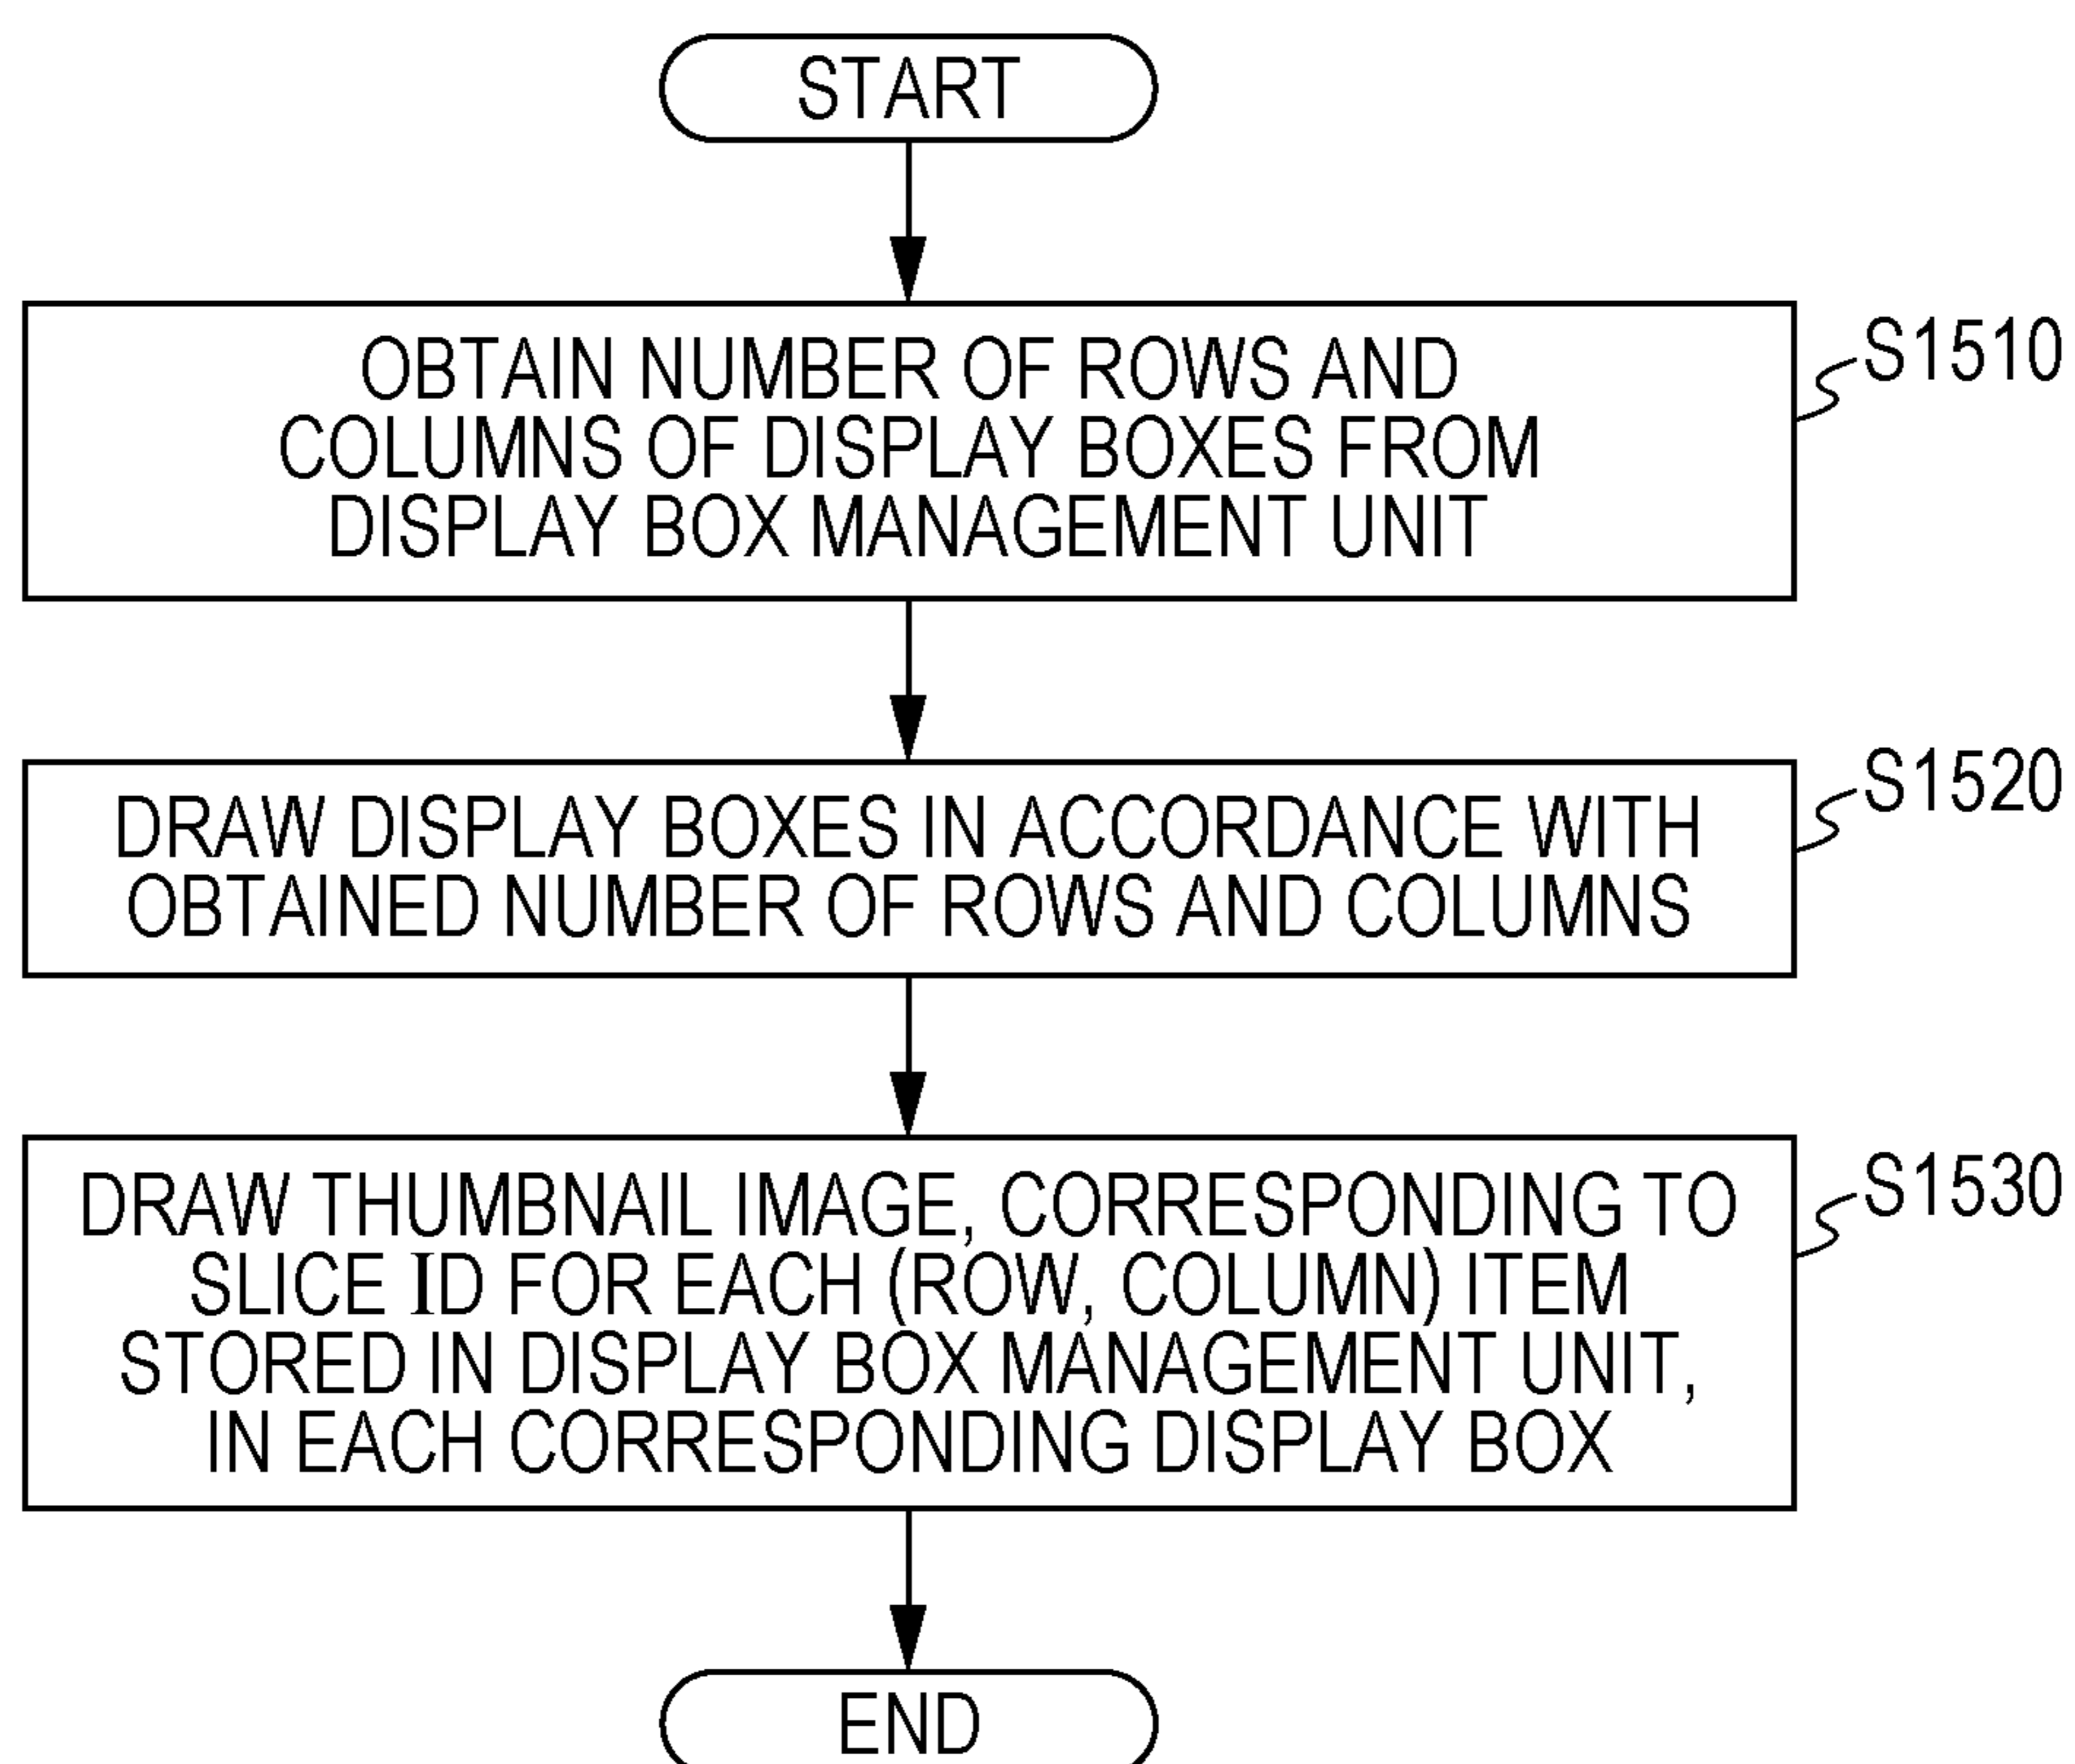 START
OBTAIN NUMBER OF ROWS AND
COLUMNS OF DISPLAY BOXES FROM
DISPLAY BOX MANAGEMENT UNIT
S1510
DRAW DISPLAY BOXES IN ACCORDANCE WITH
OBTAINED NUMBER OF ROWS AND COLUMNS
S1520
DRAW THUMBNAIL IMAGE, CORRESPONDING TO
SLICE ID FOR EACH (ROW, COLUMN) ITEM
STORED IN DISPLAY BOX MANAGEMENT UNIT,
IN EACH CORRESPONDING DISPLAY BOX
S1530
END